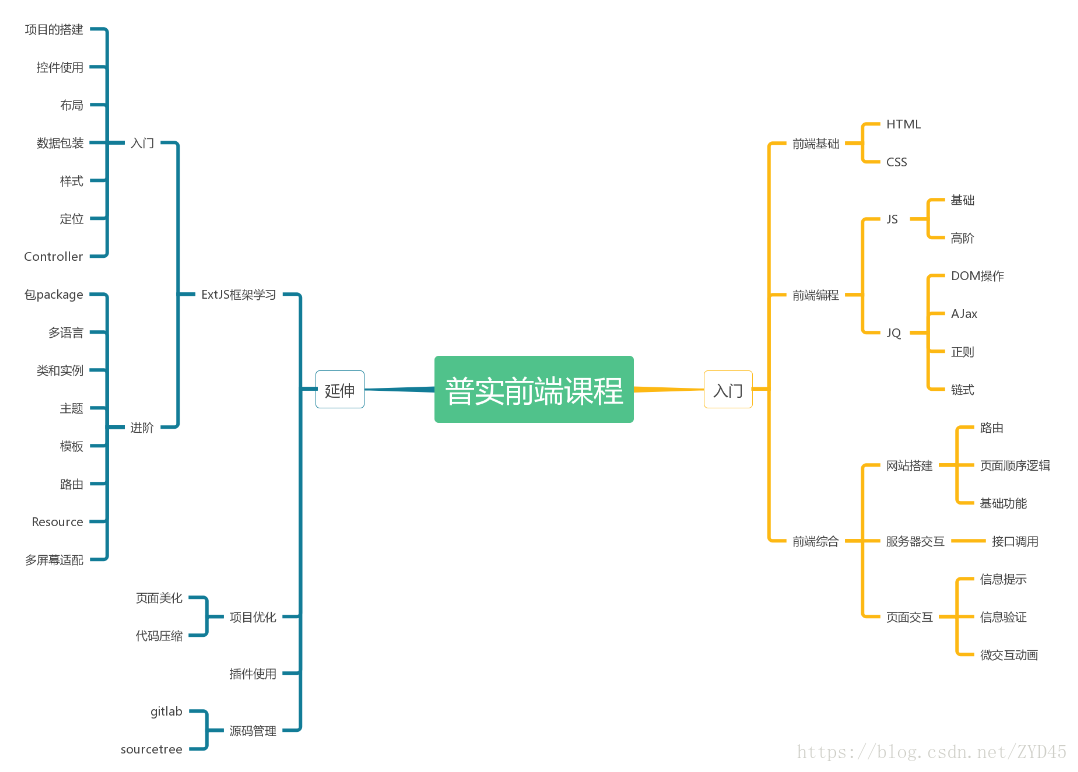 普实前端课程
入门
前端基础
HTML
CSS
前端编程
JS
基础
高阶
JQ
DOM操作
AJax
正则
链式
前端综合
网站搭建
路由
页面顺序逻辑
基础功能
服务器交互
接口调用
页面交互
信息提示
信息验证
微交互动画
延伸
ExtJS框架学习
入门
项目的搭建
控件使用
布局
数据包装
样式
定位
Controller
进阶
包package
多语言
类和实例
主题
模板
路由
Resource
多屏幕适配
项目优化
页面美化
代码压缩
插件使用
源码管理
gitlab
sourcetree
https://blog.csdn.net/ZYD45